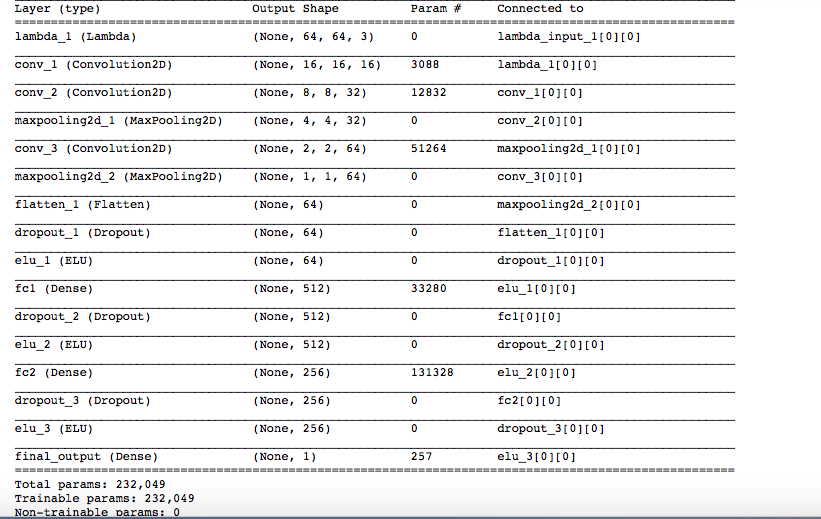 Layer (type) Output Shape Param # Connected to
lambda_1 (Lambda) (None, 64, 64, 3) 0 lambda_input_1[0][0]
conv_1 (Convolution2D) (None, 16, 16, 16) 3088 lambda_1[0][0]
conv_2 (Convolution2D) (None, 8, 8, 32) 12832 conv_1[0][0]
maxpooling2d_1 (MaxPooling2D) (None, 4, 4, 32) 0 conv_2[0][0]
conv_3 (Convolution2D) (None, 2, 2, 64) 51264 maxpooling2d_1[0][0]
maxpooling2d_2 (MaxPooling2D) (None, 1, 1, 64) 0 conv_3[0][0]
flatten_1 (Flatten) (None, 64) 0 maxpooling2d_2[0][0]
dropout_1 (Dropout) (None, 64) 0 flatten_1[0][0]
elu_1 (ELU) (None, 64) 0 dropout_1[0][0]
fc1 (Dense) (None, 512) 33280 elu_1[0][0]
dropout_2 (Dropout) (None, 512) 0 fc1[0][0]
elu_2 (ELU) (None, 512) 0 dropout_2[0][0]
fc2 (Dense) (None, 256) 131328 elu_2[0][0]
dropout_3 (Dropout) (None, 256) 0 fc2[0][0]
elu_3 (ELU) (None, 256) 0 dropout_3[0][0]
final_output (Dense) (None, 1) 257 elu_3[0][0]
Total params: 232,049
Trainable params: 232,049
Non-trainable params: 0